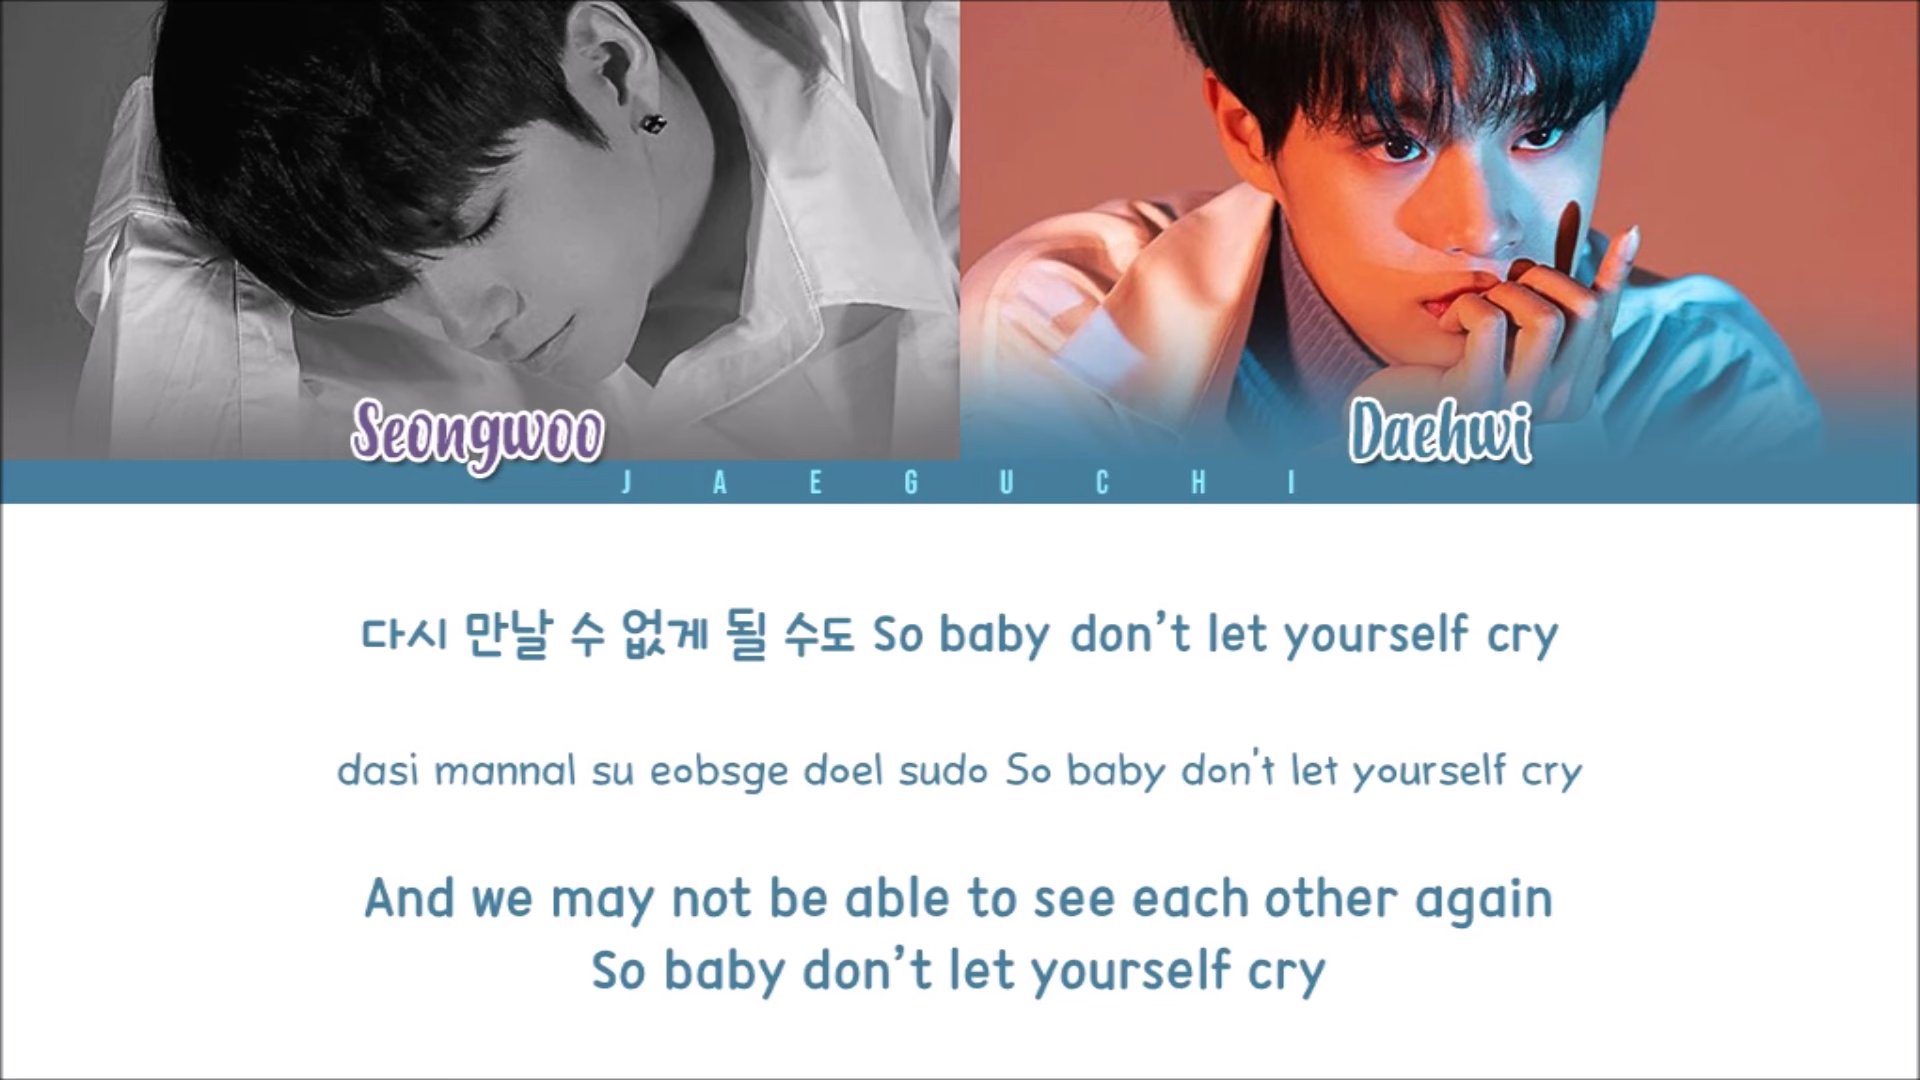 Seongwoo
Daehwi
JAEGUCHI
다시 만날 수 없게 될 수도 So baby don’t let yourself cry
dasi mannal su eobsge doel sudo So baby don't let yourself cry
And we may not be able to see each other again
So baby don’t let yourself cry